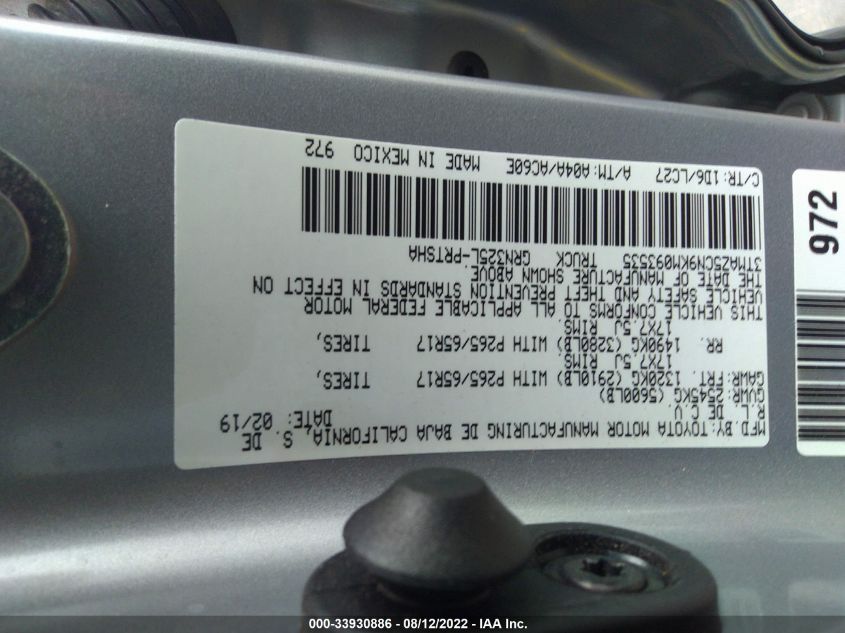 MFD.BY:TOYOTA MOTOR MANUFACTURING DE BAJA CALIFORNIA, S. DE
R.L. DE C.V. DATE: 02/19
GVWR:2545KG (5600LB)
GAWR:FRT. 1320KG (2910LB) WITH P265/65R17 TIRES,
17X7.5J RIMS.
RR. 1490KG (3280LB) WITH P265/65R17 TIRES,
17X7.5J RIMS.
THIS VEHICLE CONFORMS TO ALL APPLICABLE FEDERAL MOTOR
VEHICLE SAFETY AND THEFT PREVENTION STANDARDS IN EFFECT ON
THE DATE OF MANUFACTURE SHOWN ABOVE.
3TMAZ5CN9KM093535 TRUCK GRN325L-PRTSHA
C/TR:1D6/LC27 A/TM:A04A/AC60E MADE IN MEXICO 972
972
000-33930886 - 08/12/2022 - IAA Inc.